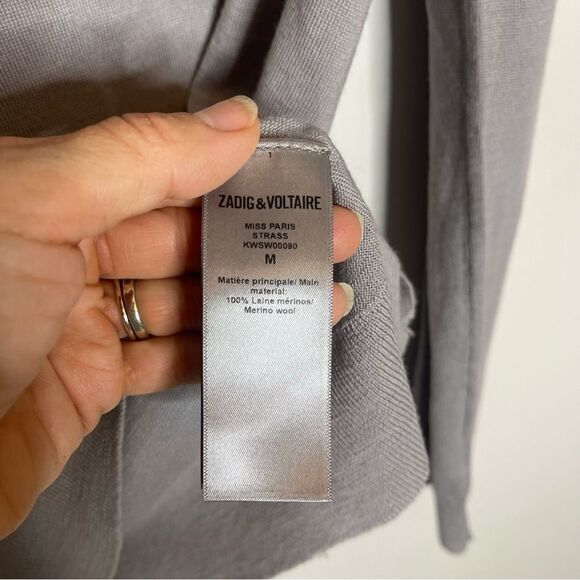 1
ZADIG & VOLTAIRE
MISS PARIS
STRASS
KWSW00090
M
Matière principale/ Main
material:
100% Laine mérinos/
Merino wool